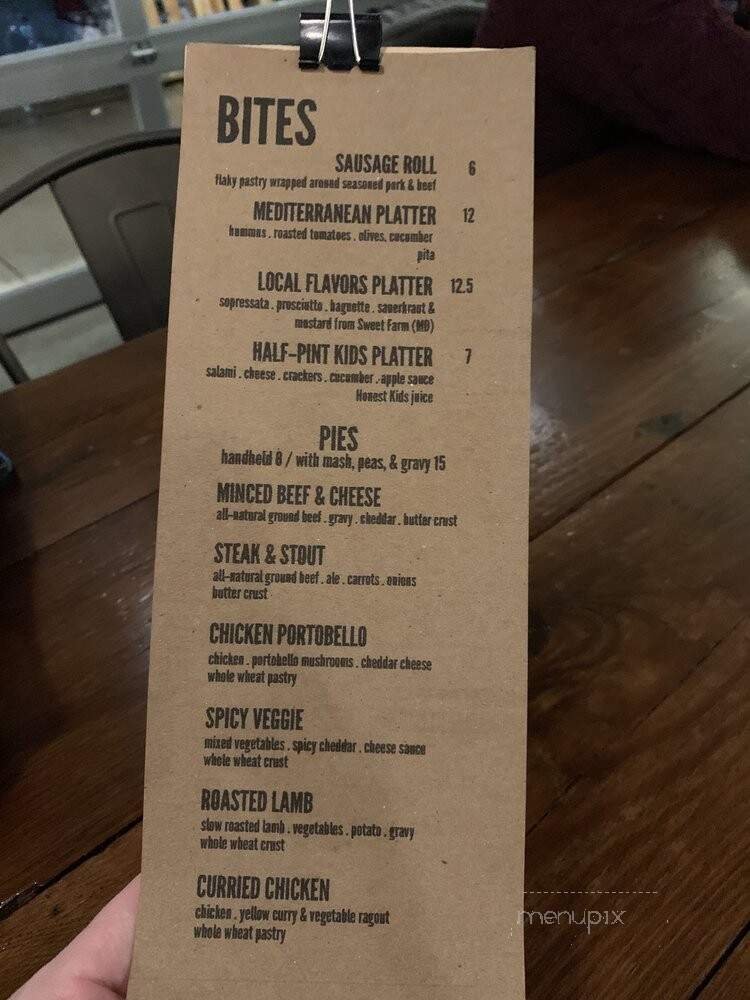 BITES
SAUSAGE ROLL 6
flaky pastry wrapped around seasoned pork & beef
MEDITERRANEAN PLATTER 12
hummus . roasted tomatoes . olives, cucumber
pita
LOCAL FLAVORS PLATTER 12.5
sopressata . prosciutto . baguette . sauerkraut &
mustard from Sweet Farm (MD)
HALF-PINT KIDS PLATTER 7
salami . cheese . crackers . cucumber . apple sauce
Honest Kids juice
PIES
handheld 8 / with mash, peas, & gravy 15
MINCED BEEF & CHEESE
all-natural ground beef . gravy . cheddar . butter crust
STEAK & STOUT
all-natural ground beef . ale . carrots . onions
butter crust
CHICKEN PORTOBELLO
chicken . portobello mushrooms . cheddar cheese
whole wheat pastry
SPICY VEGGIE
mixed vegetables . spicy cheddar . cheese sauce
whole wheat crust
ROASTED LAMB
slow roasted lamb . vegetables . potato . gravy
whole wheat crust
CURRIED CHICKEN
chicken . yellow curry & vegetable ragout
whole wheat pastry
menupix